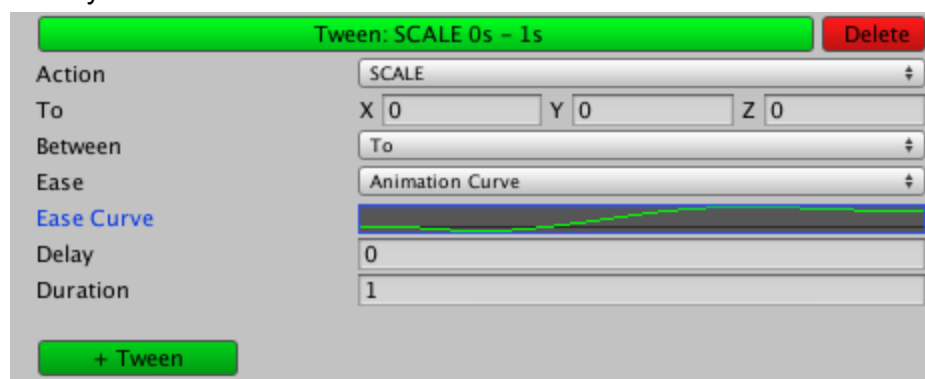 Tween: SCALE 0s - 1s Delete
Action SCALE
To X 0 Y 0 Z 0
Between To
Ease Animation Curve
Ease Curve
Delay 0
Duration 1
+ Tween